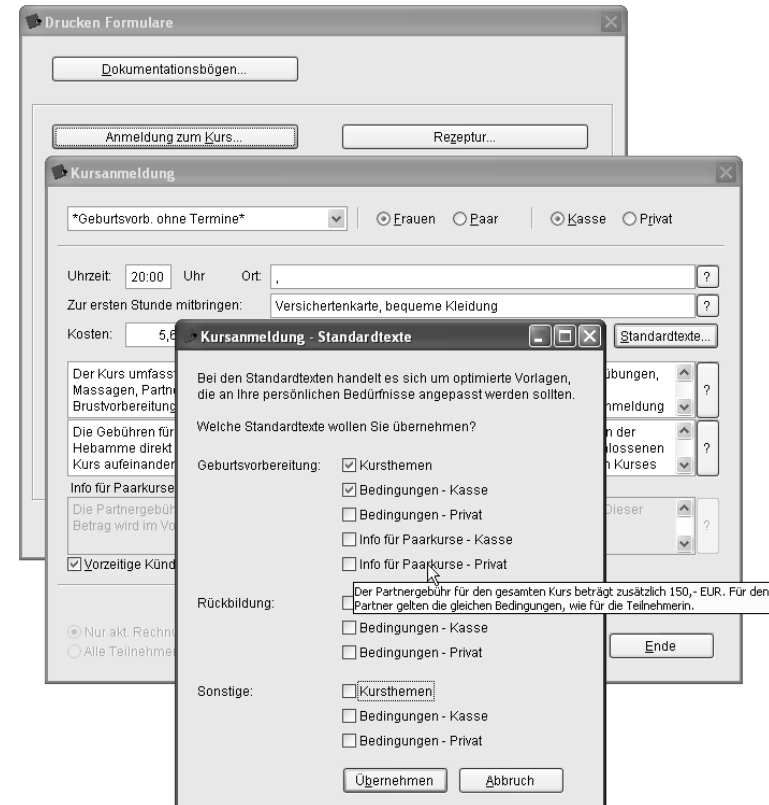 Drucken Formulare
Dokumentationsbögen...
Anmeldung zum Kurs...
Rezeptur...
Kursanmeldung
*Geburtsvorb. ohne Termine*
Frauen
Paar
Kasse
Privat
Uhrzeit:
20:00
Uhr
Ort:
,
?
Zur ersten Stunde mitbringen:
Versichertenkarte, bequeme Kleidung
?
Kosten:
5,6
Standardtexte...
Der Kurs umfass
Massagen, Partn
Brustvorbereitung
übungen,
nmeldung
?
Die Gebühren für
Hebamme direkt
Kurs aufeinander
n der
lossenen
n Kurses
?
Info für Paarkurse
Die Partnergebüh
Betrag wird im Vo
Dieser
?
Vorzeitige Künd
Nur akt. Rechnu
Alle Teilnehme
Ende
Kursanmeldung - Standardtexte
Bei den Standardtexten handelt es sich um optimierte Vorlagen,
die an Ihre persönlichen Bedürfnisse angepasst werden sollten.
Welche Standardtexte wollen Sie übernehmen?
Geburtsvorbereitung:
Kursthemen
Bedingungen - Kasse
Bedingungen - Privat
Info für Paarkurse - Kasse
Info für Paarkurse - Privat
Der Partnergebühr für den gesamten Kurs beträgt zusätzlich 150,- EUR. Für den
Partner gelten die gleichen Bedingungen, wie für die Teilnehmerin.
Rückbildung:
Bedingungen - Kasse
Bedingungen - Privat
Sonstige:
Kursthemen
Bedingungen - Kasse
Bedingungen - Privat
Übernehmen
Abbruch